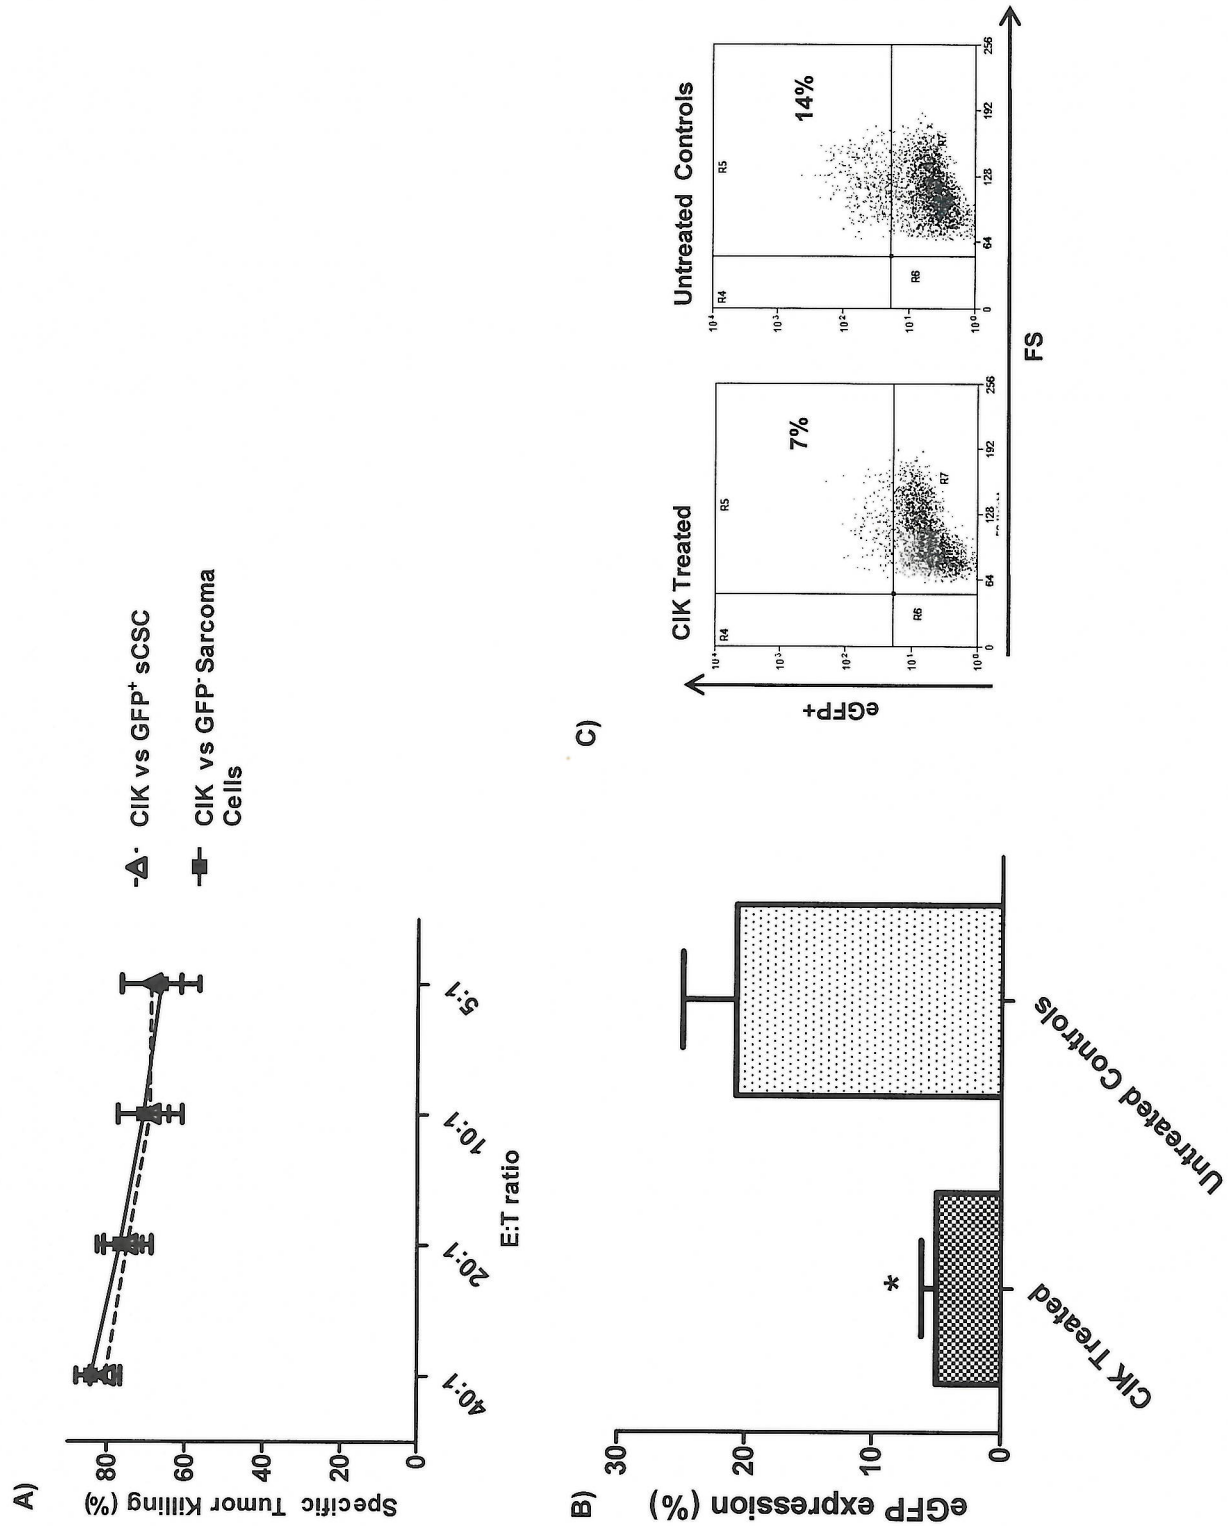 A)
Specific Tumor Killing (%)
80
60
40
20
0
40:1
20:1
10:1
5:1
E:T ratio
CIK vs GFP+ sCSC
CIK vs GFP- Sarcoma
Cells
B)
eGFP expression (%)
30
20
10
0
*
CIK Treated
Untreated Controls
C)
eGFP+
CIK Treated
10⁴
10³
10²
10¹
10⁰
R4
R5
7%
R6
R7
0
64
128
192
256
Untreated Controls
10⁴
10³
10²
10¹
10⁰
R4
R5
14%
R6
R7
0
64
128
192
256
FS